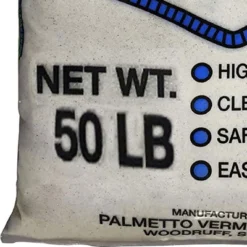 NET WT.
50 LB
HIG
CLE
SAF
EAS
MANUFACTUR
PALMETTO VERM
WOODRUFF, S